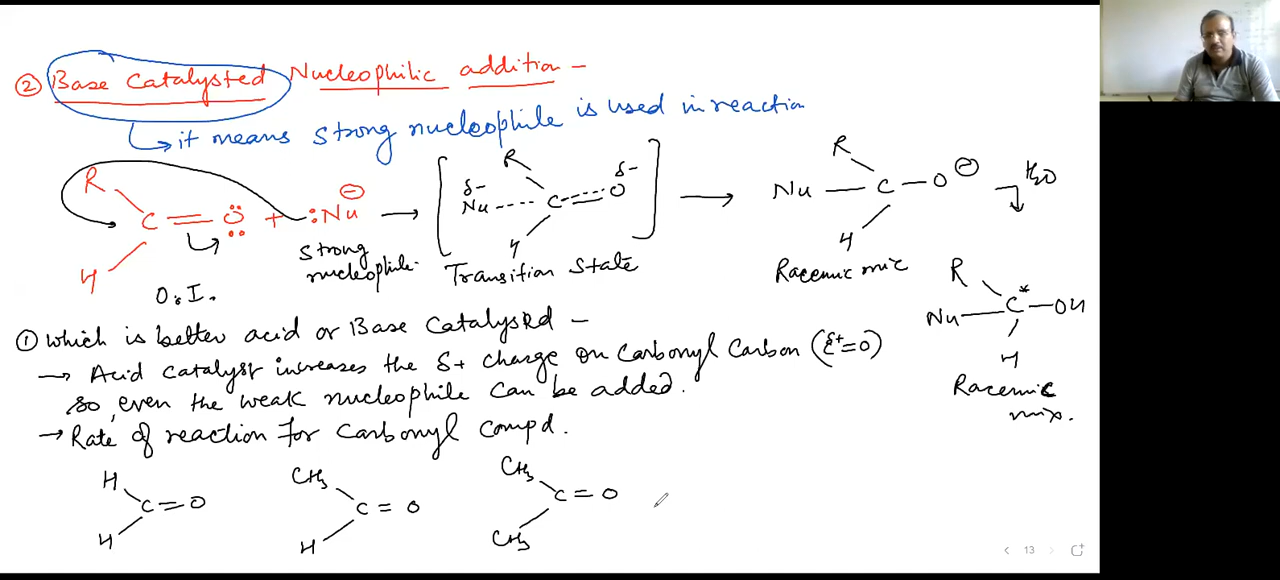 ② Base Catalysted Nucleophilic addition –
↳ it means strong nucleophile is used in reaction
R C = Ö H + :Nu ⊖ → [ δ- Nu ---- C = O δ- R H ] → Nu — C — O ⊖ R H H₂O
strong nucleophile.
O.I.
Transition State
Racemic mix
R Nu — C* — OH H
Racemic mix.
① Which is better acid or Base Catalysted –
→ Acid catalyst increases the δ+ charge on Carbonyl Carbon (C^δ+=O)
so, even the weak nucleophile can be added.
→ Rate of reaction for Carbonyl compd.
H H C = O
CH₃ H C = O
CH₃ CH₃ C = O
13